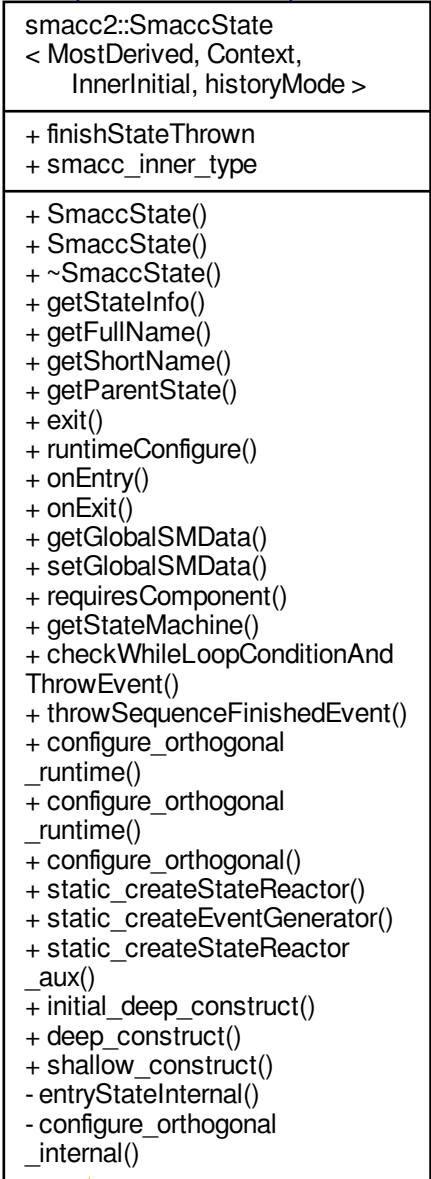 smacc2::SmaccState
< MostDerived, Context,
InnerInitial, historyMode >
+ finishStateThrown
+ smacc_inner_type
+ SmaccState()
+ SmaccState()
+ ~SmaccState()
+ getStateInfo()
+ getFullName()
+ getShortName()
+ getParentState()
+ exit()
+ runtimeConfigure()
+ onEntry()
+ onExit()
+ getGlobalSMData()
+ setGlobalSMData()
+ requiresComponent()
+ getStateMachine()
+ checkWhileLoopConditionAnd
ThrowEvent()
+ throwSequenceFinishedEvent()
+ configure_orthogonal
_runtime()
+ configure_orthogonal
_runtime()
+ configure_orthogonal()
+ static_createStateReactor()
+ static_createEventGenerator()
+ static_createStateReactor
_aux()
+ initial_deep_construct()
+ deep_construct()
+ shallow_construct()
- entryStateInternal()
- configure_orthogonal
_internal()